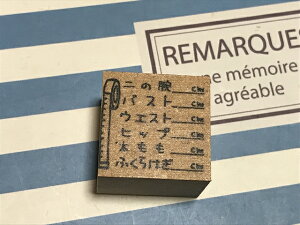 REMARQUES
e mémoire
agréable
二の腕 cm
バスト cm
ウエスト cm
ヒップ cm
太もも cm
ふくらはぎ cm